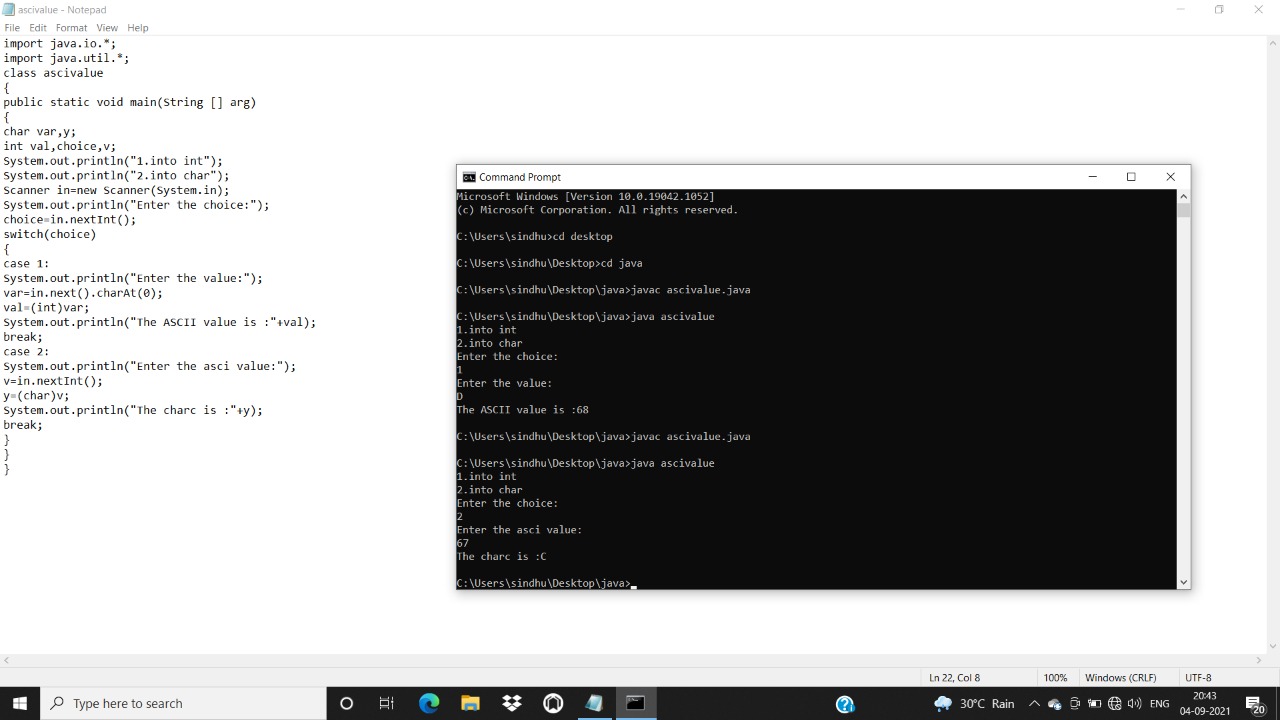 ascivalue - Notepad
File Edit Format View Help
import java.io.*;
import java.util.*;
class ascivalue
{
public static void main(String [] arg)
{
char var,y;
int val,choice,v;
System.out.println("1.into int");
System.out.println("2.into char");
Scanner in=new Scanner(System.in);
System.out.println("Enter the choice:");
choice=in.nextInt();
switch(choice)
{
case 1:
System.out.println("Enter the value:");
var=in.next().charAt(0);
val=(int)var;
System.out.println("The ASCII value is :"+val);
break;
case 2:
System.out.println("Enter the asci value:");
v=in.nextInt();
y=(char)v;
System.out.println("The charc is :"+y);
break;
}
}
}
Command Prompt
Microsoft Windows [Version 10.0.19042.1052]
(c) Microsoft Corporation. All rights reserved.
C:\Users\sindhu>cd desktop
C:\Users\sindhu\Desktop>cd java
C:\Users\sindhu\Desktop\java>javac ascivalue.java
C:\Users\sindhu\Desktop\java>java ascivalue
1.into int
2.into char
Enter the choice:
1
Enter the value:
D
The ASCII value is :68
C:\Users\sindhu\Desktop\java>javac ascivalue.java
C:\Users\sindhu\Desktop\java>java ascivalue
1.into int
2.into char
Enter the choice:
2
Enter the asci value:
67
The charc is :C
C:\Users\sindhu\Desktop\java>
Ln 22, Col 8 100% Windows (CRLF) UTF-8
Type here to search
30°C Rain
ENG
20:43
04-09-2021
20